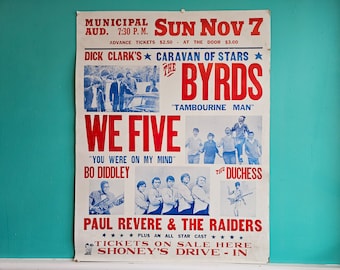 MUNICIPAL
AUD. 7:30 P.M. SUN NOV 7
ADVANCE TICKETS $2.50 - AT THE DOOR $3.00
DICK CLARK'S ★ CARAVAN OF STARS ★
THE BYRDS
"TAMBOURINE MAN"
WE FIVE
"YOU WERE ON MY MIND"
BO DIDDLEY
THE DUCHESS
PAUL REVERE & THE RAIDERS
★ ★ ★ PLUS AN ALL STAR CAST ★ ★ ★
TICKETS ON SALE HERE
SHONEY'S DRIVE-IN